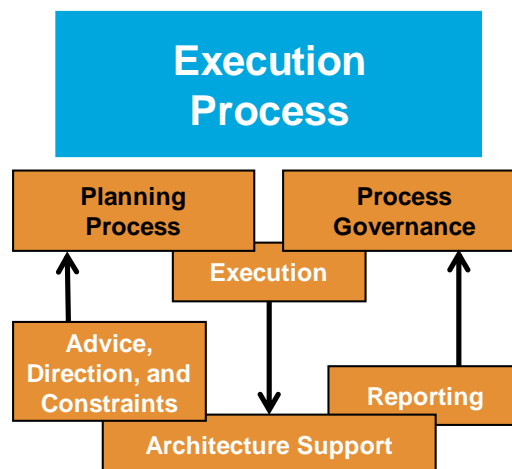 Execution
Process
Planning
Process
Process
Governance
Execution
Advice,
Direction, and
Constraints
Reporting
Architecture Support